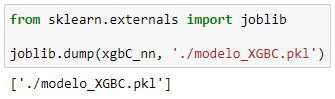 from sklearn.externals import joblib
joblib.dump(xgbC_nn, './modelo_XGBC.pkl')
['./modelo_XGBC.pkl']